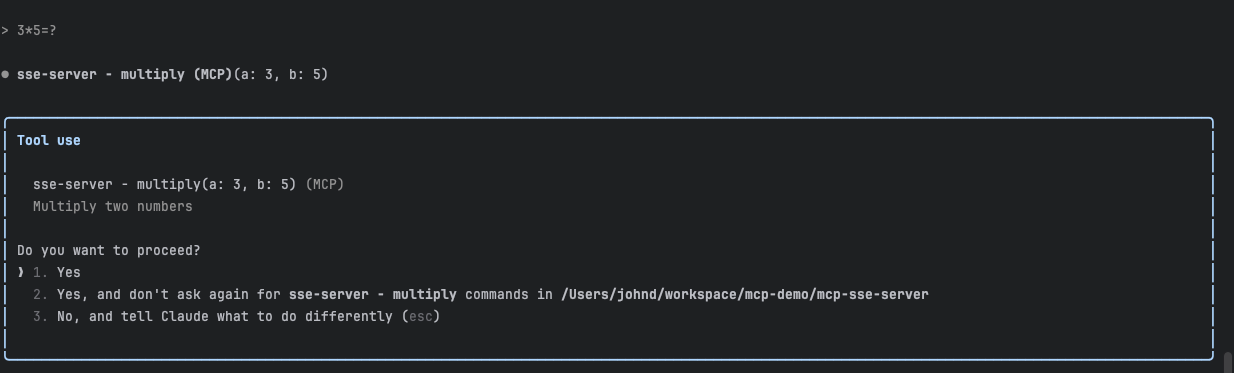 > 3*5=?
● sse-server - multiply (MCP)(a: 3, b: 5)
Tool use
sse-server - multiply(a: 3, b: 5) (MCP)
Multiply two numbers
Do you want to proceed?
❯ 1. Yes
2. Yes, and don't ask again for sse-server - multiply commands in /Users/johnd/workspace/mcp-demo/mcp-sse-server
3. No, and tell Claude what to do differently (esc)